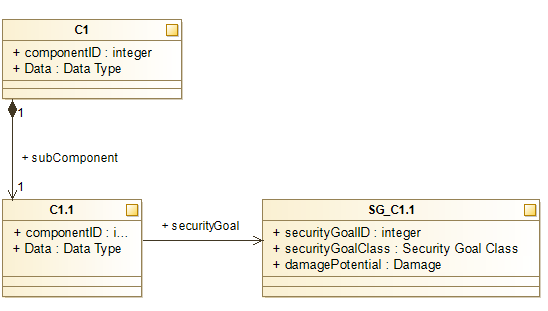 C1
+ componentID : integer
+ Data : Data Type
1
+ subComponent
1
C1.1
+ componentID : i...
+ Data : Data Type
+ securityGoal
SG_C1.1
+ securityGoalID : integer
+ securityGoalClass : Security Goal Class
+ damagePotential : Damage